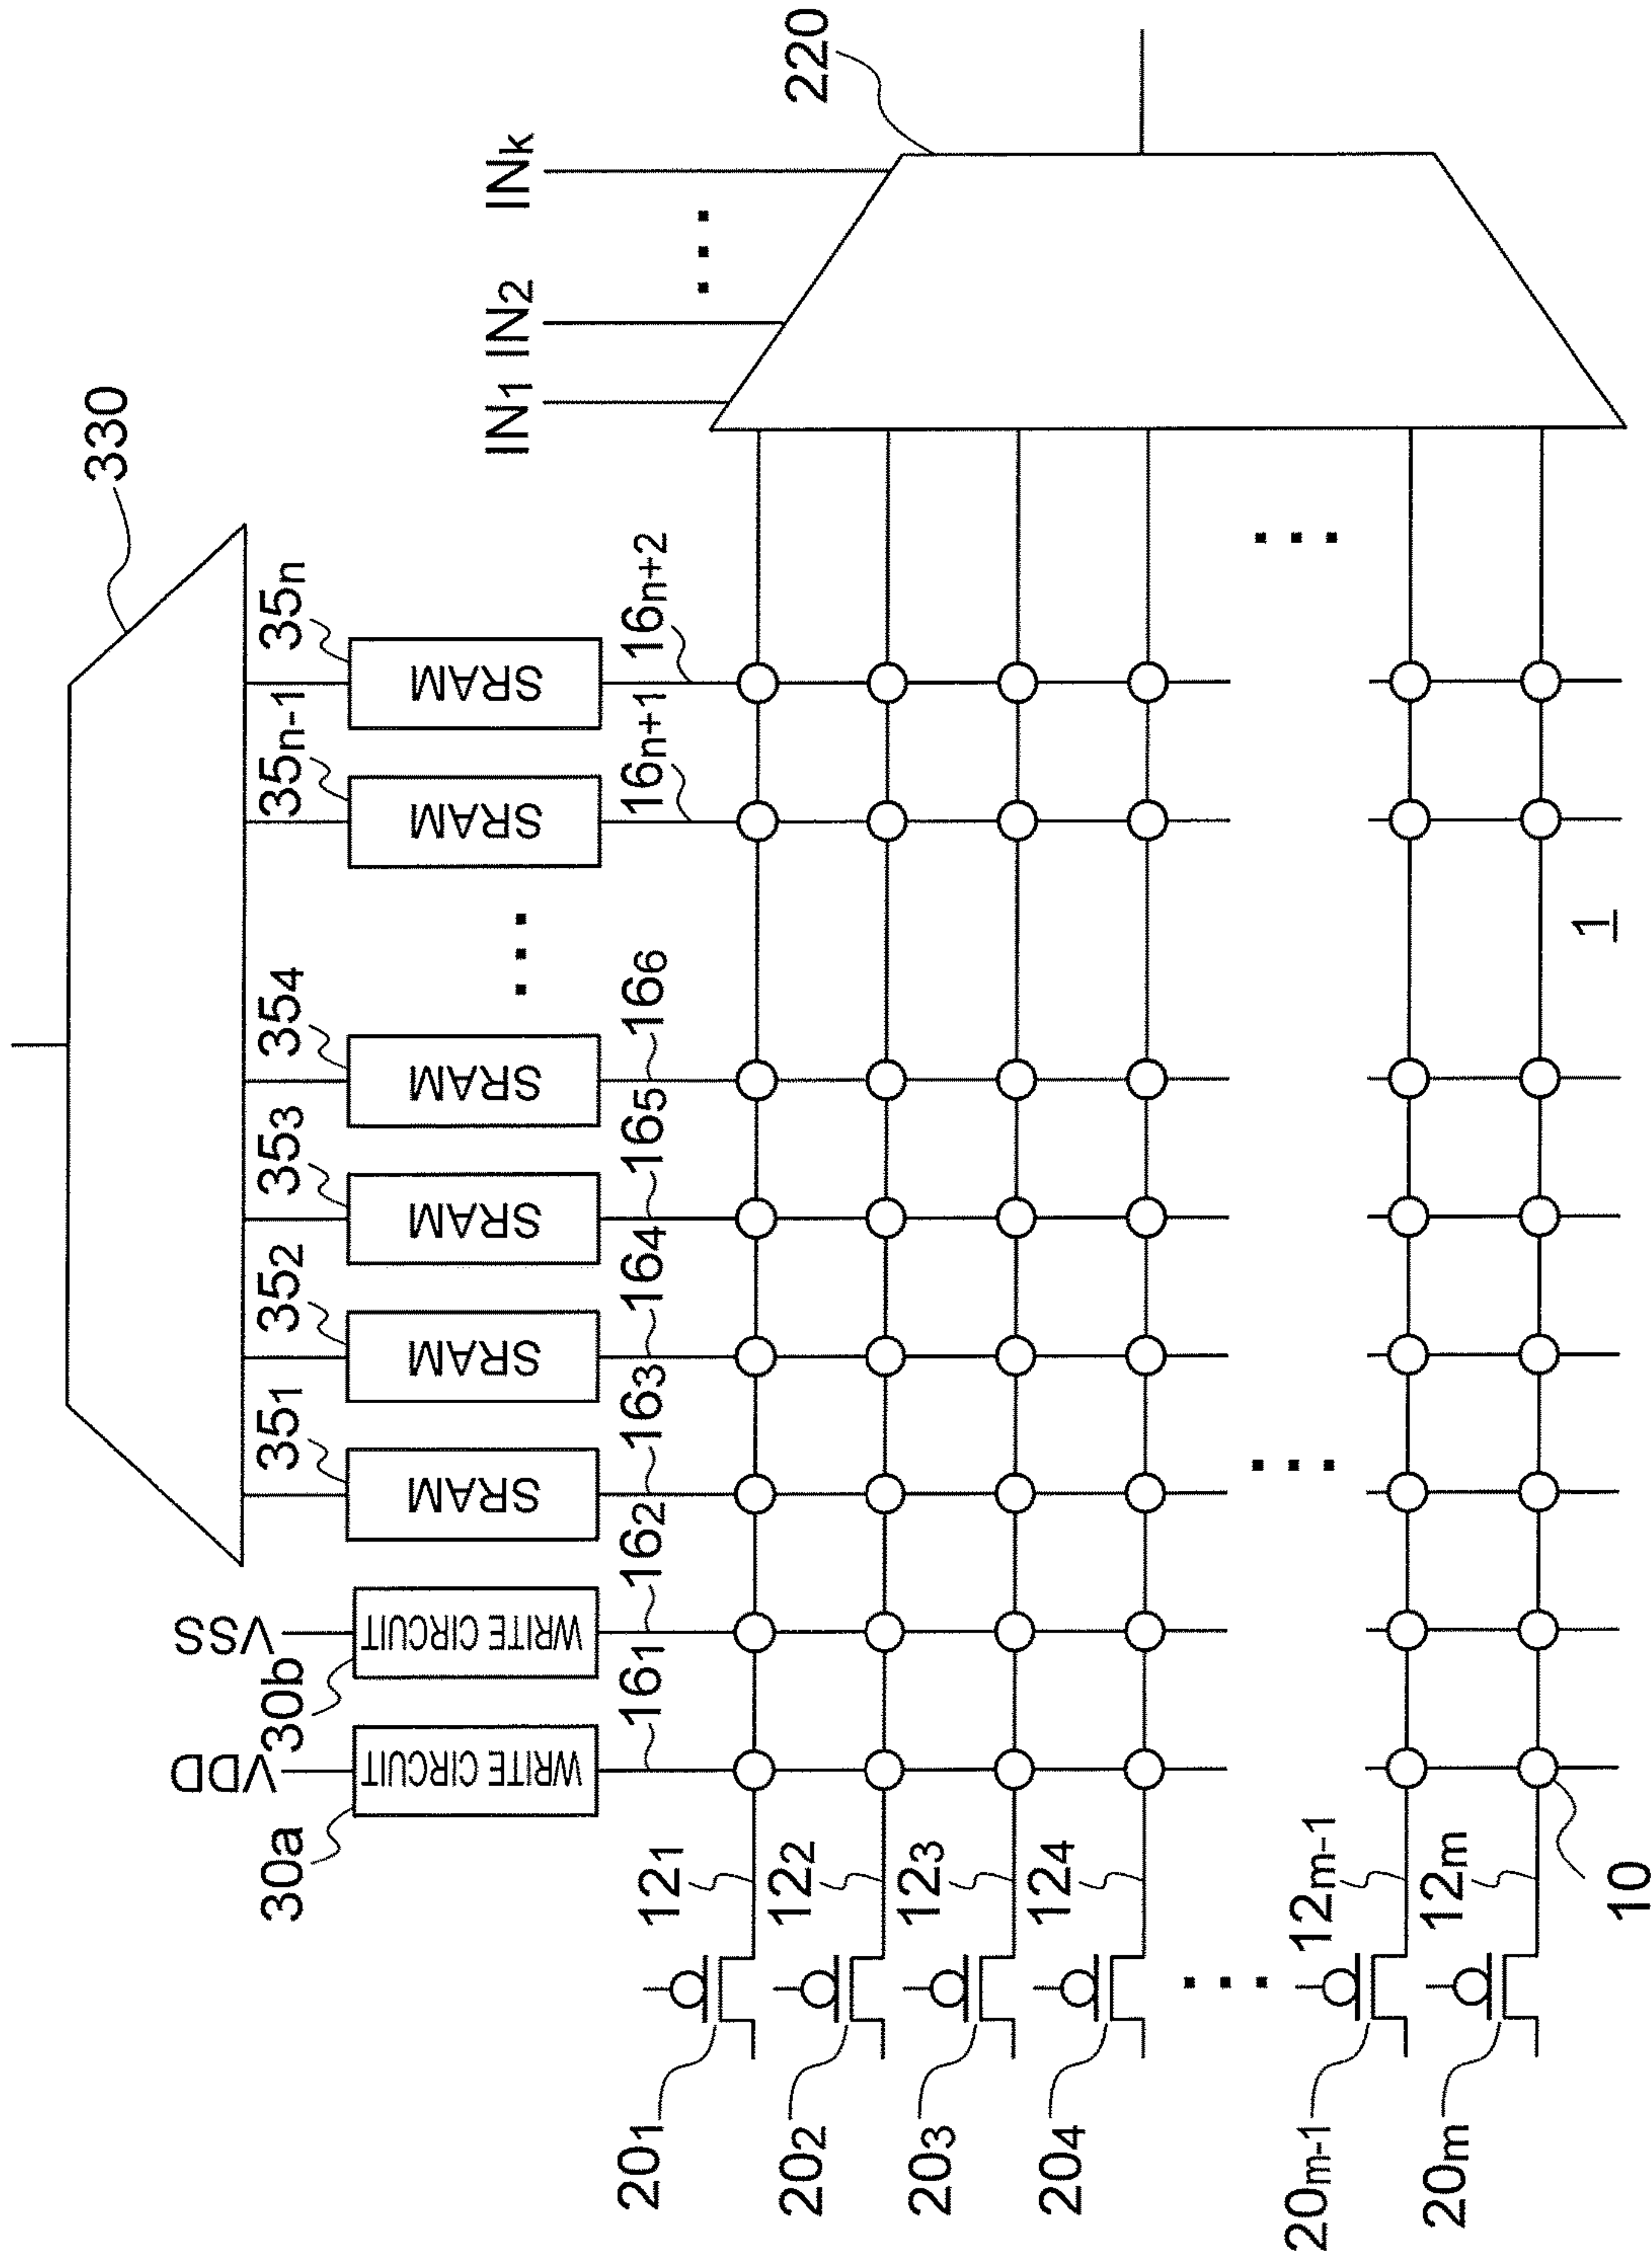 330
220
IN₁ IN₂ ... INₖ
35₁ 35₂ 35₃ 35₄ ... 35ₙ₋₁ 35ₙ
VDD VSS
30a 30b
WRITE CIRCUIT WRITE CIRCUIT SRAM SRAM SRAM SRAM ... SRAM SRAM
16₁ 16₂ 16₃ 16₄ 16₅ 16₆ 16ₙ₊₁ 16ₙ₊₂
20₁ 12₁
20₂ 12₂
20₃ 12₃
20₄ 12₄
20ₘ₋₁ 12ₘ₋₁
20ₘ 12ₘ
10
1